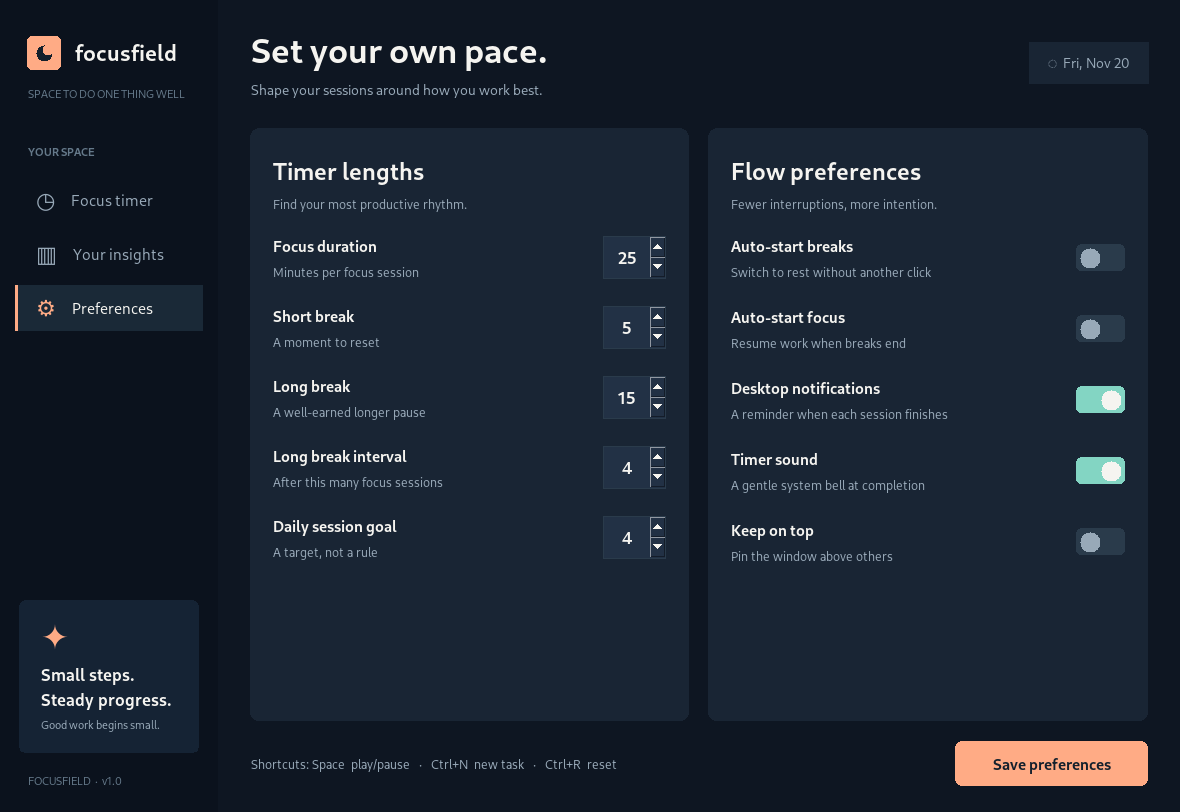 focusfield
SPACE TO DO ONE THING WELL
YOUR SPACE
Focus timer
Your insights
Preferences
Small steps.
Steady progress.
Good work begins small.
FOCUSFIELD · v1.0
Set your own pace.
Shape your sessions around how you work best.
Fri, Nov 20
Timer lengths
Find your most productive rhythm.
Focus duration
Minutes per focus session
25
Short break
A moment to reset
5
Long break
A well-earned longer pause
15
Long break interval
After this many focus sessions
4
Daily session goal
A target, not a rule
4
Flow preferences
Fewer interruptions, more intention.
Auto-start breaks
Switch to rest without another click
Auto-start focus
Resume work when breaks end
Desktop notifications
A reminder when each session finishes
Timer sound
A gentle system bell at completion
Keep on top
Pin the window above others
Shortcuts: Space play/pause · Ctrl+N new task · Ctrl+R reset
Save preferences